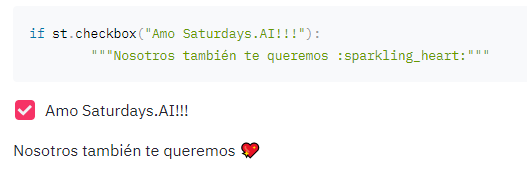 if st.checkbox("Amo Saturdays.AI!!!"):
"""Nosotros también te queremos :sparkling_heart:"""
Amo Saturdays.AI!!!
Nosotros también te queremos 💖